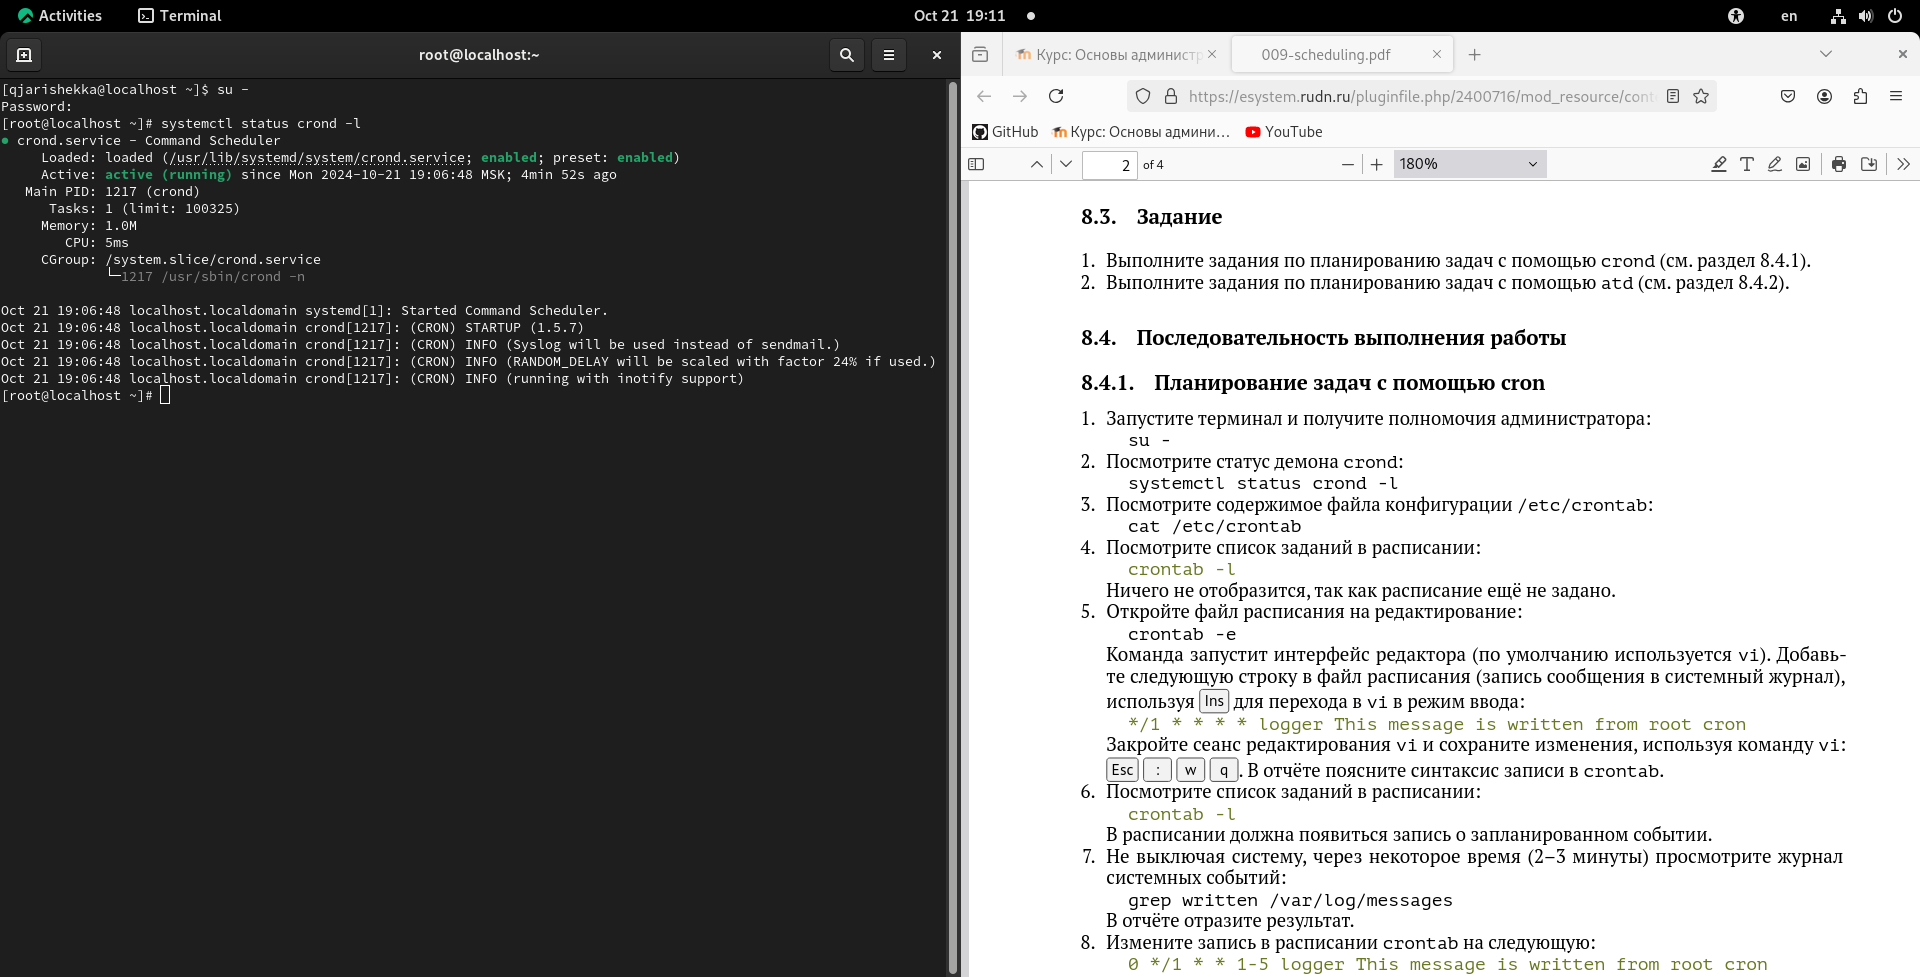 Activities
Terminal
Oct 21 19:11
en
root@localhost:~
[qjarishekka@localhost ~]$ su -
Password:
[root@localhost ~]# systemctl status crond -l
● crond.service - Command Scheduler
Loaded: loaded (/usr/lib/systemd/system/crond.service; enabled; preset: enabled)
Active: active (running) since Mon 2024-10-21 19:06:48 MSK; 4min 52s ago
Main PID: 1217 (crond)
Tasks: 1 (limit: 100325)
Memory: 1.0M
CPU: 5ms
CGroup: /system.slice/crond.service
└─1217 /usr/sbin/crond -n
Oct 21 19:06:48 localhost.localdomain systemd[1]: Started Command Scheduler.
Oct 21 19:06:48 localhost.localdomain crond[1217]: (CRON) STARTUP (1.5.7)
Oct 21 19:06:48 localhost.localdomain crond[1217]: (CRON) INFO (Syslog will be used instead of sendmail.)
Oct 21 19:06:48 localhost.localdomain crond[1217]: (CRON) INFO (RANDOM_DELAY will be scaled with factor 24% if used.)
Oct 21 19:06:48 localhost.localdomain crond[1217]: (CRON) INFO (running with inotify support)
[root@localhost ~]#
Курс: Основы администр
009-scheduling.pdf
https://esystem.rudn.ru/pluginfile.php/2400716/mod_resource/cont
GitHub
Курс: Основы админи…
YouTube
2 of 4
180%
8.3. Задание
1. Выполните задания по планированию задач с помощью crond (см. раздел 8.4.1).
2. Выполните задания по планированию задач с помощью atd (см. раздел 8.4.2).
8.4. Последовательность выполнения работы
8.4.1. Планирование задач с помощью cron
1. Запустите терминал и получите полномочия администратора:
su -
2. Посмотрите статус демона crond:
systemctl status crond -l
3. Посмотрите содержимое файла конфигурации /etc/crontab:
cat /etc/crontab
4. Посмотрите список заданий в расписании:
crontab -l
Ничего не отобразится, так как расписание ещё не задано.
5. Откройте файл расписания на редактирование:
crontab -e
Команда запустит интерфейс редактора (по умолчанию используется vi). Добавь-
те следующую строку в файл расписания (запись сообщения в системный журнал),
используя Ins для перехода в vi в режим ввода:
*/1 * * * * logger This message is written from root cron
Закройте сеанс редактирования vi и сохраните изменения, используя команду vi:
Esc : w q. В отчёте поясните синтаксис записи в crontab.
6. Посмотрите список заданий в расписании:
crontab -l
В расписании должна появиться запись о запланированном событии.
7. Не выключая систему, через некоторое время (2–3 минуты) просмотрите журнал
системных событий:
grep written /var/log/messages
В отчёте отразите результат.
8. Измените запись в расписании crontab на следующую:
0 */1 * * 1-5 logger This message is written from root cron